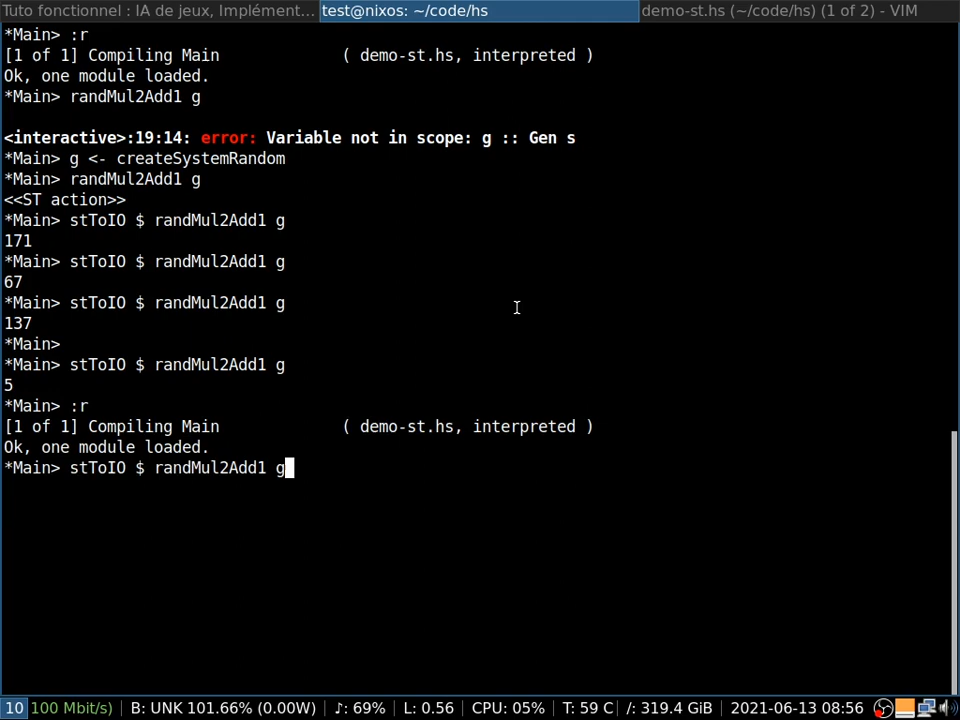 Tuto fonctionnel : IA de jeux, Implément... test@nixos: ~/code/hs demo-st.hs (~/code/hs) (1 of 2) - VIM
*Main> :r
[1 of 1] Compiling Main             ( demo-st.hs, interpreted )
Ok, one module loaded.
*Main> randMul2Add1 g
<interactive>:19:14: error: Variable not in scope: g :: Gen s
*Main> g <- createSystemRandom
*Main> randMul2Add1 g
<<ST action>>
*Main> stToIO $ randMul2Add1 g
171
*Main> stToIO $ randMul2Add1 g
67
*Main> stToIO $ randMul2Add1 g
137
*Main>
*Main> stToIO $ randMul2Add1 g
5
*Main> :r
[1 of 1] Compiling Main             ( demo-st.hs, interpreted )
Ok, one module loaded.
*Main> stToIO $ randMul2Add1 g
10 100 Mbit/s) | B: UNK 101.66% (0.00W) | ♪: 69% | L: 0.56 | CPU: 05% | T: 59 C | /: 319.4 GiB | 2021-06-13 08:56